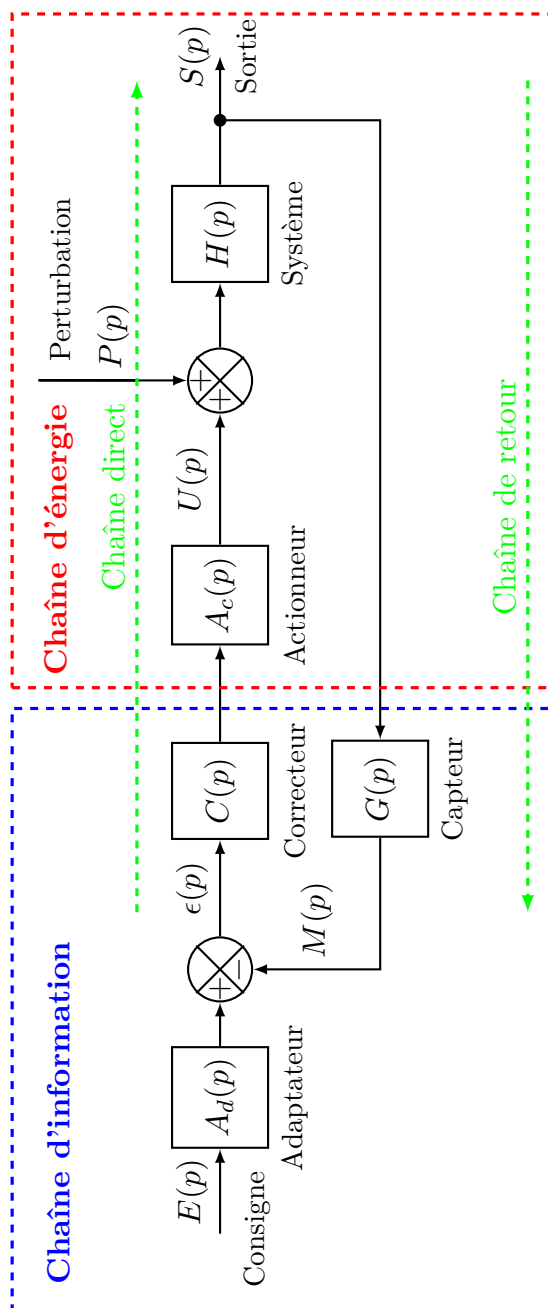 Chaîne d'information
Chaîne d'énergie
Chaîne direct
Perturbation
P(p)
E(p)
Consigne
A_d(p)
Adaptateur
+
−
ϵ(p)
C(p)
Correcteur
A_c(p)
Actionneur
U(p)
+
+
H(p)
Système
S(p)
Sortie
M(p)
G(p)
Capteur
Chaîne de retour